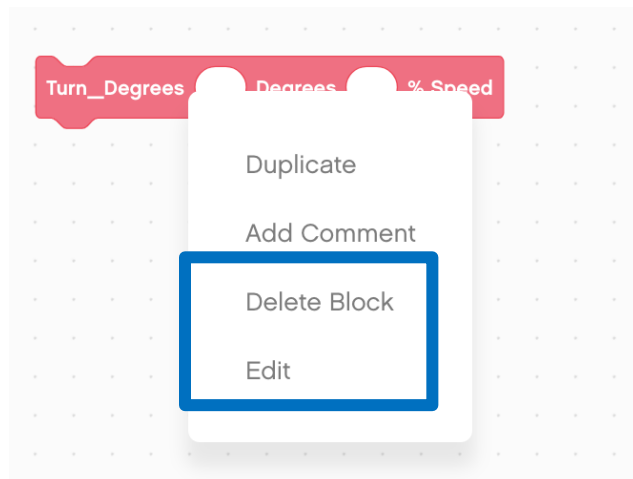 Turn_Degrees Degrees % Speed
Duplicate
Add Comment
Delete Block
Edit